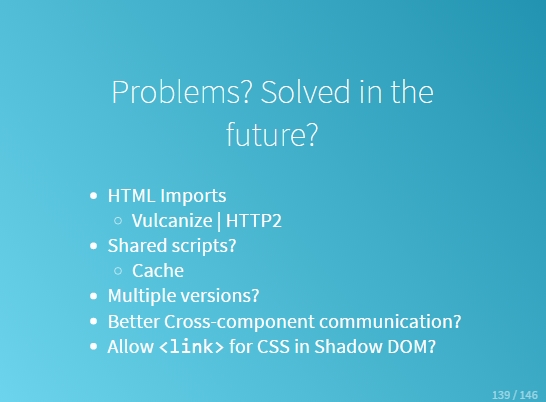 Problems? Solved in the
future?
• HTML Imports
◦ Vulcanize | HTTP2
• Shared scripts?
◦ Cache
• Multiple versions?
• Better Cross-component communication?
• Allow <link> for CSS in Shadow DOM?
139 / 146